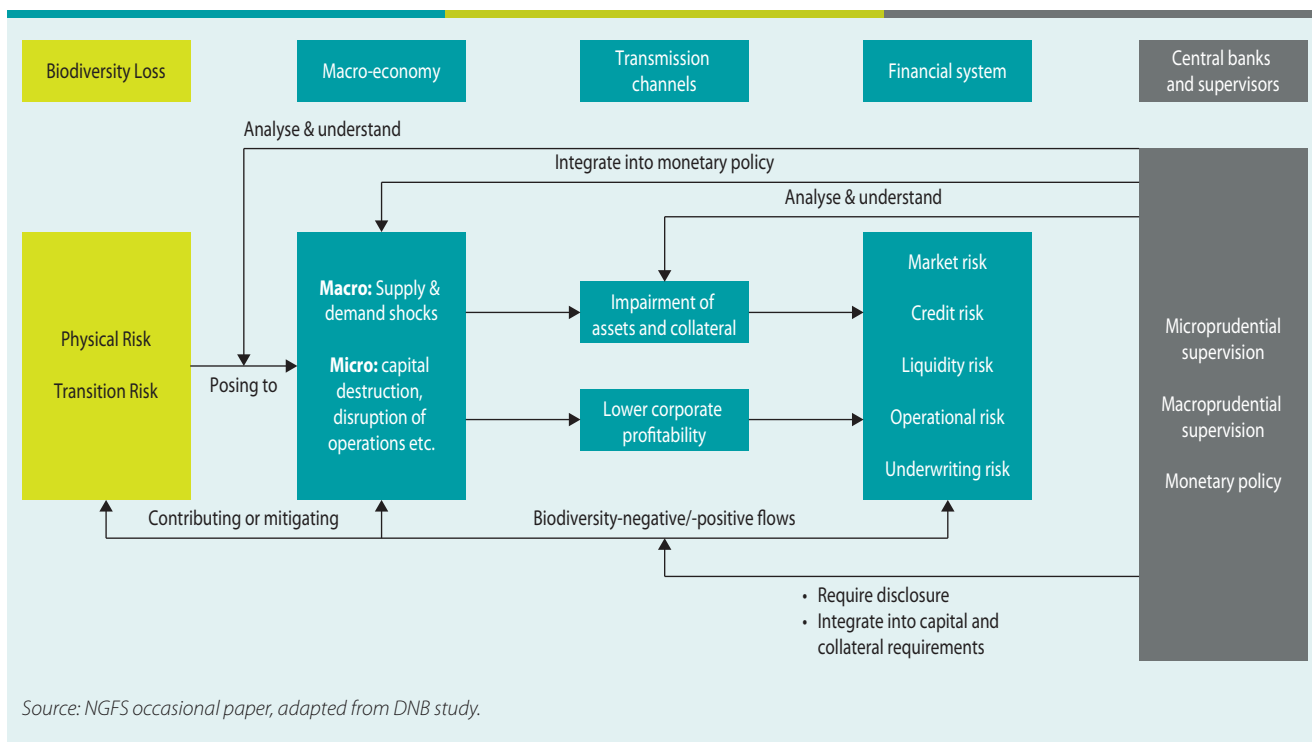 Biodiversity Loss
Macro-economy
Transmission
channels
Financial system
Central banks
and supervisors
Analyse & understand
Integrate into monetary policy
Analyse & understand
Physical Risk
Transition Risk
Posing to
Macro: Supply &
demand shocks
Micro: capital
destruction,
disruption of
operations etc.
Impairment of
assets and collateral
Lower corporate
profitability
Market risk
Credit risk
Liquidity risk
Operational risk
Underwriting risk
Microprudential
supervision
Macroprudential
supervision
Monetary policy
Contributing or mitigating
Biodiversity-negative/-positive flows
• Require disclosure
• Integrate into capital and
collateral requirements
Source: NGFS occasional paper, adapted from DNB study.